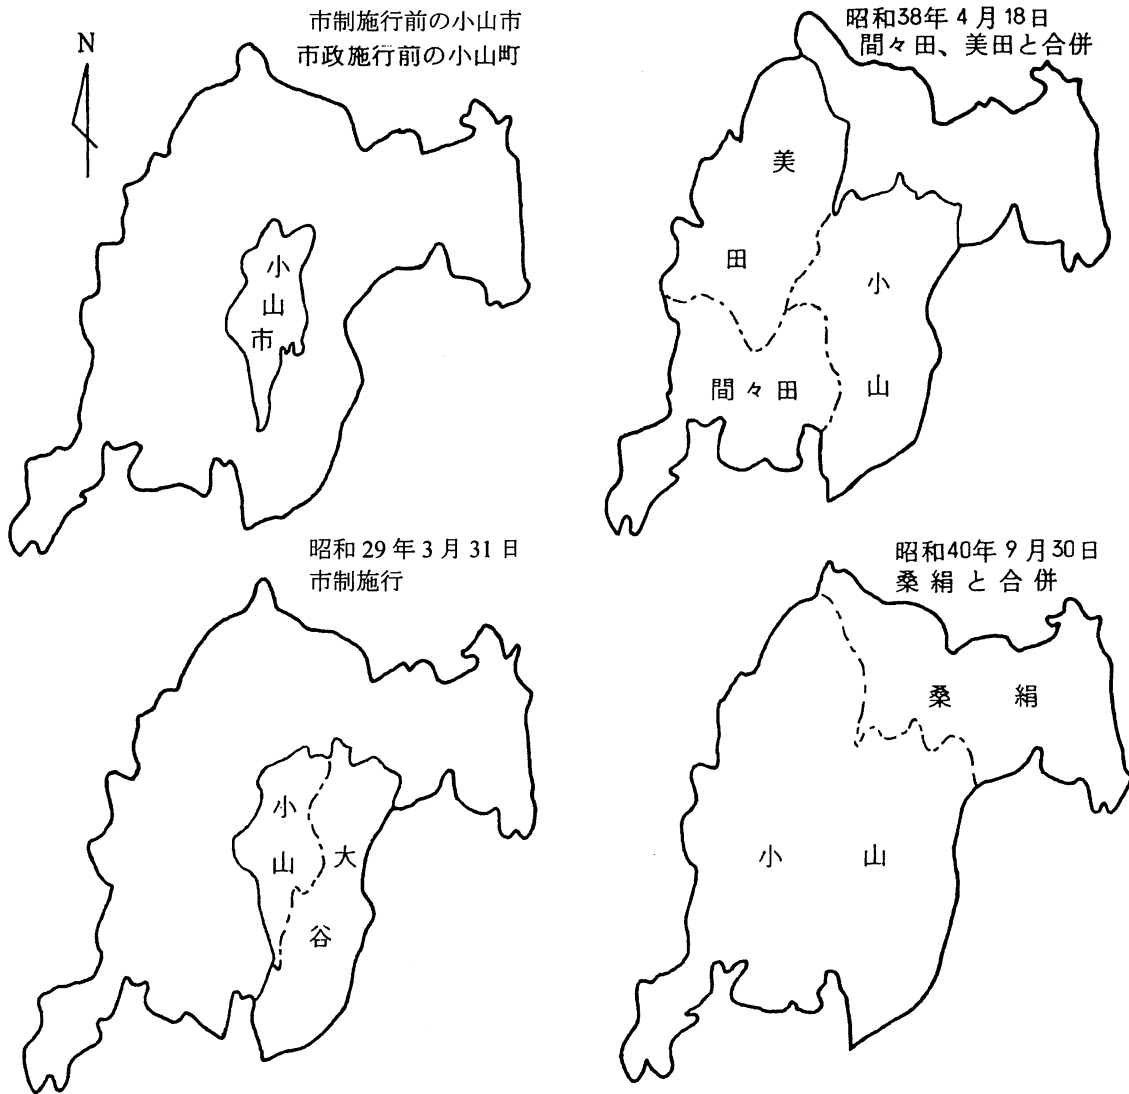 市制施行前の小山市
市政施行前の小山町
N
小
山
市
昭和38年4月18日
間々田、美田と合併
美
田
小
山
間々田
昭和29年3月31日
市制施行
小
山
大
谷
昭和40年9月30日
桑絹と合併
桑絹
小山